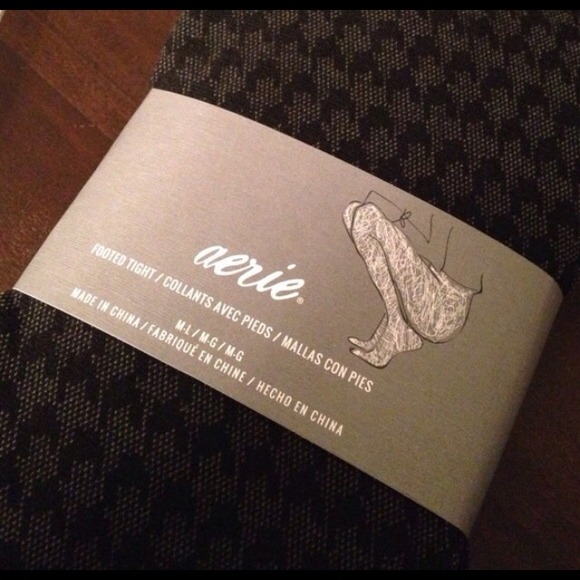 aerie®
FOOTED TIGHT / COLLANTS AVEC PIEDS / MALLAS CON PIES
M-L / M-G / M-G
MADE IN CHINA / FABRIQUÉ EN CHINE / HECHO EN CHINA